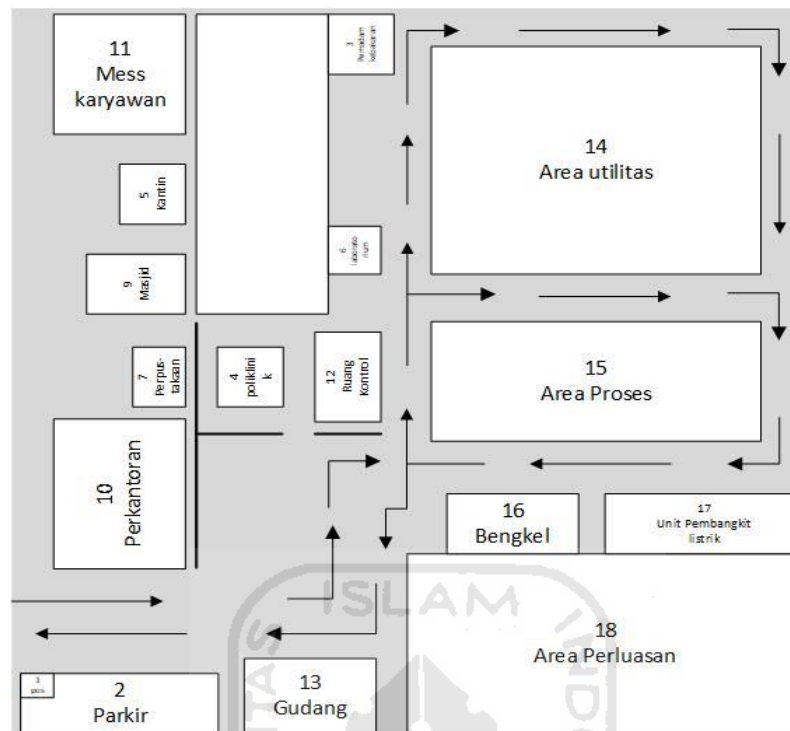 11
Mess
karyawan
3
Pemadam
kebakaran
14
Area utilitas
5
Kantin
6
laborato
rium
9
Masjid
7
Perpus-
takaan
4
poliklini
k
12
Ruang
Kontrol
15
Area Proses
10
Perkantoran
16
Bengkel
17
Unit Pembangkit
listrik
ISLAM
18
Area Perluasan
1
pos
2
Parkir
13
Gudang